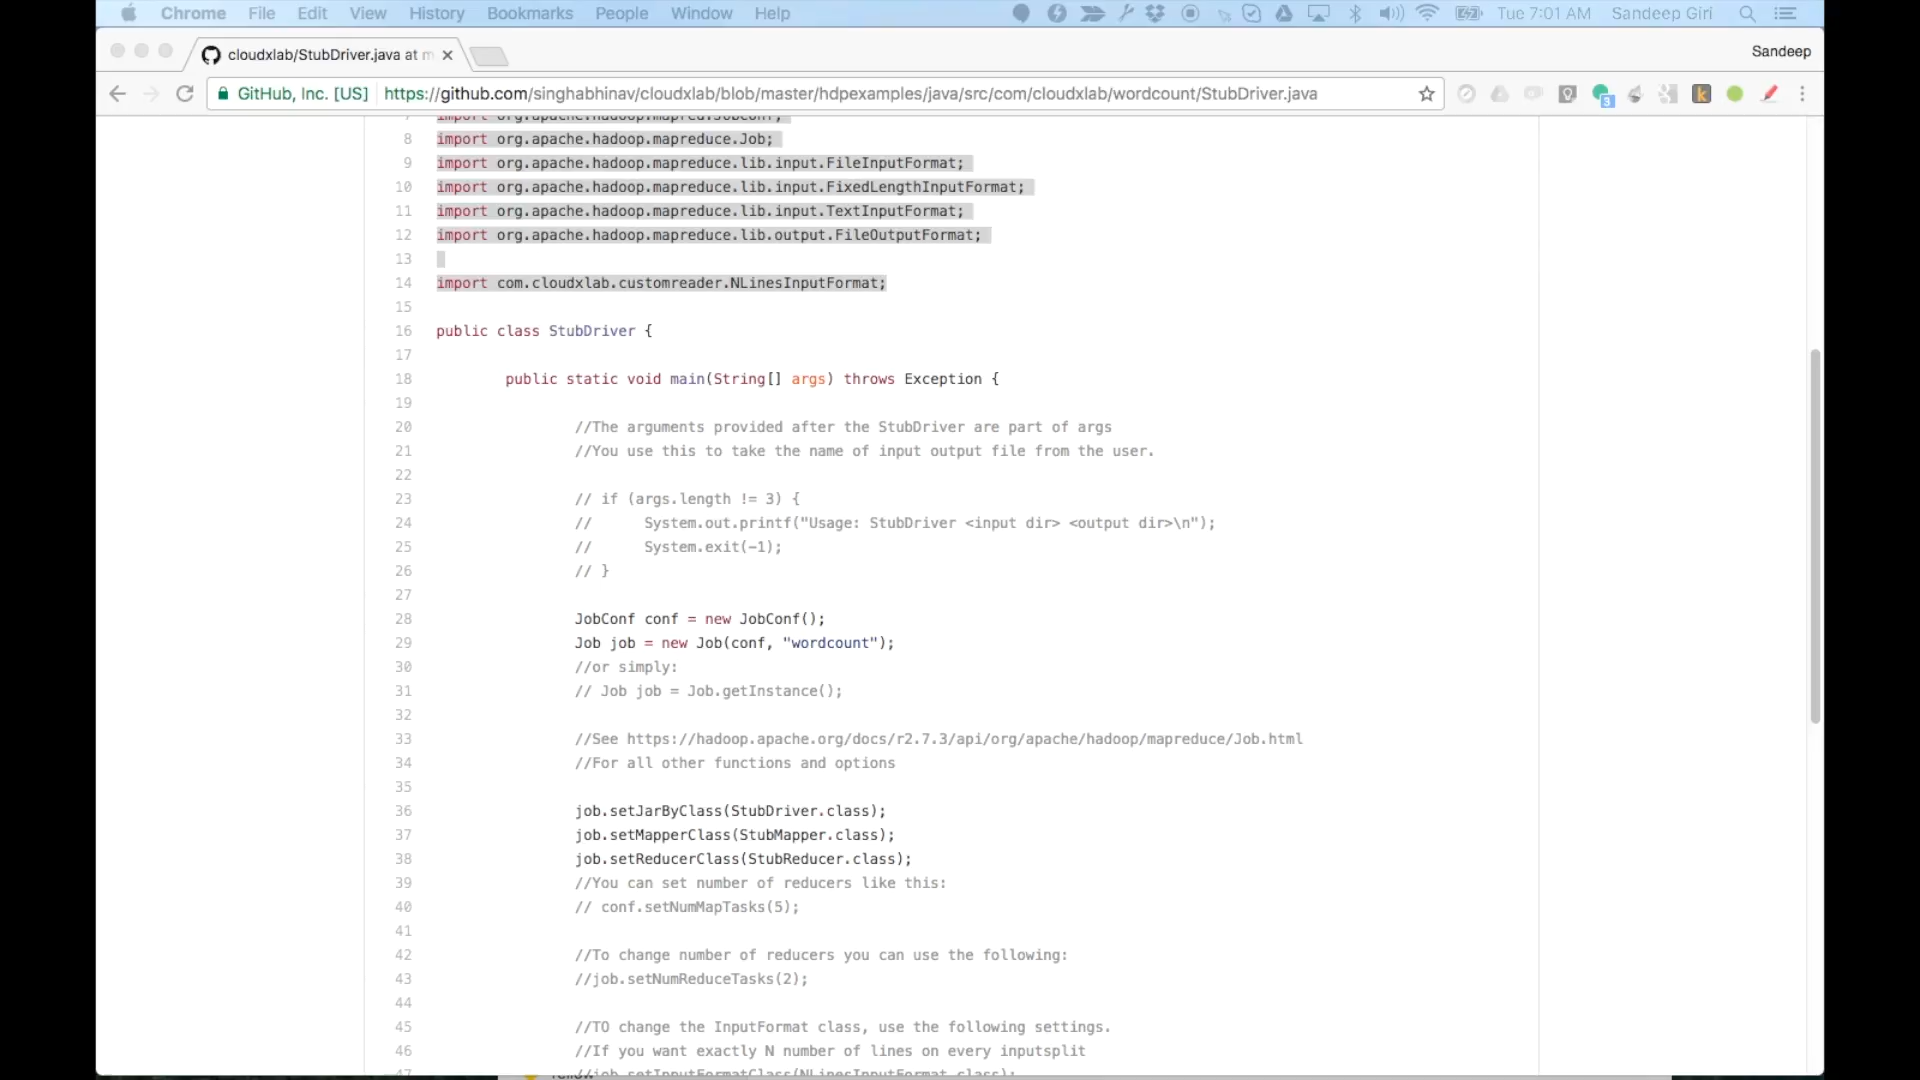 Chrome File Edit View History Bookmarks People Window Help Tue 7:01 AM Sandeep Giri
cloudxlab/StubDriver.java at m
Sandeep
GitHub, Inc. [US] https://github.com/singhabhinav/cloudxlab/blob/master/hdpexamples/java/src/com/cloudxlab/wordcount/StubDriver.java
3
k
7 import org.apache.hadoop.mapred.JobConf;
8 import org.apache.hadoop.mapreduce.Job;
9 import org.apache.hadoop.mapreduce.lib.input.FileInputFormat;
10 import org.apache.hadoop.mapreduce.lib.input.FixedLengthInputFormat;
11 import org.apache.hadoop.mapreduce.lib.input.TextInputFormat;
12 import org.apache.hadoop.mapreduce.lib.output.FileOutputFormat;
13
14 import com.cloudxlab.customreader.NLinesInputFormat;
15
16 public class StubDriver {
17
18 public static void main(String[] args) throws Exception {
19
20 //The arguments provided after the StubDriver are part of args
21 //You use this to take the name of input output file from the user.
22
23 // if (args.length != 3) {
24 // System.out.printf("Usage: StubDriver <input dir> <output dir>\n");
25 // System.exit(-1);
26 // }
27
28 JobConf conf = new JobConf();
29 Job job = new Job(conf, "wordcount");
30 //or simply:
31 // Job job = Job.getInstance();
32
33 //See https://hadoop.apache.org/docs/r2.7.3/api/org/apache/hadoop/mapreduce/Job.html
34 //For all other functions and options
35
36 job.setJarByClass(StubDriver.class);
37 job.setMapperClass(StubMapper.class);
38 job.setReducerClass(StubReducer.class);
39 //You can set number of reducers like this:
40 // conf.setNumMapTasks(5);
41
42 //To change number of reducers you can use the following:
43 //job.setNumReduceTasks(2);
44
45 //TO change the InputFormat class, use the following settings.
46 //If you want exactly N number of lines on every inputsplit
47 //job.setInputFormatClass(NLinesInputFormat.class);